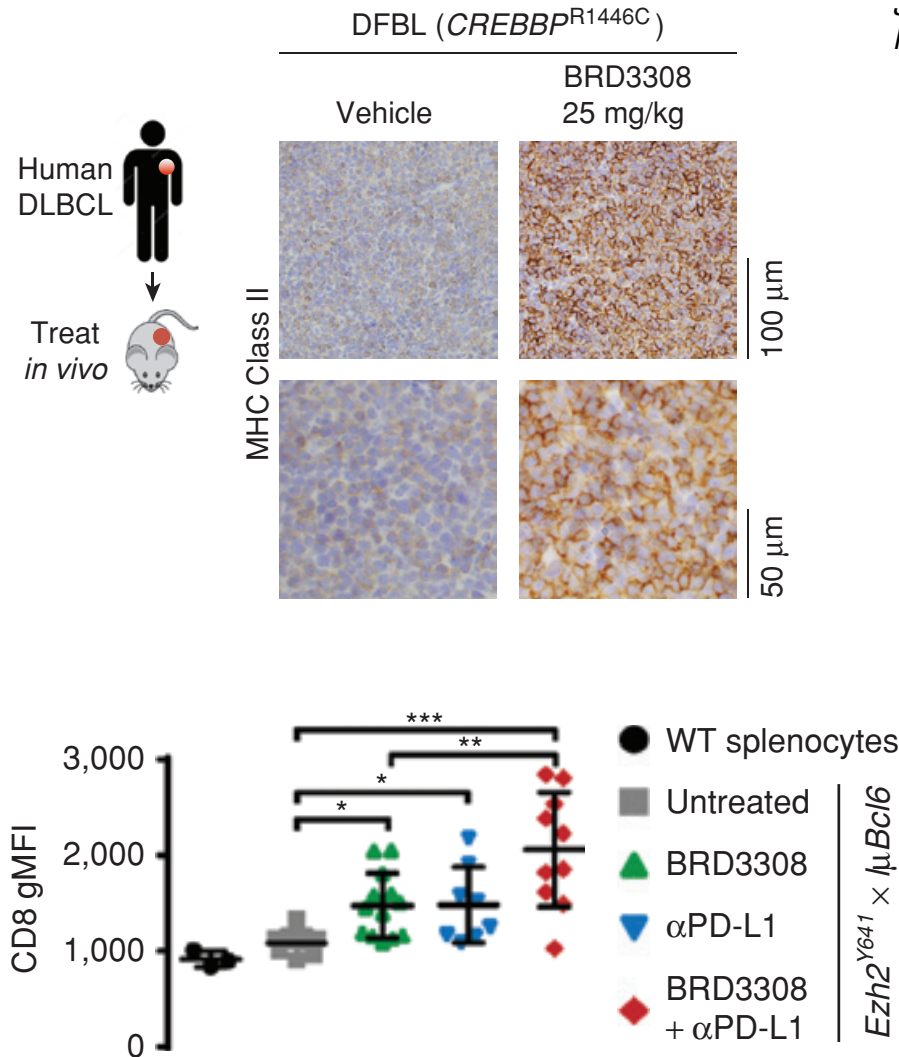 DFBL (CREBBP^R1446C)
Vehicle
BRD3308
25 mg/kg
Human
DLBCL
Treat
in vivo
MHC Class II
100 μm
50 μm
CD8 gMFI
3,000
2,000
1,000
0
***
**
*
*
WT splenocytes
Untreated
BRD3308
αPD-L1
BRD3308
+ αPD-L1
Ezh2^Y641 × IμBcl6